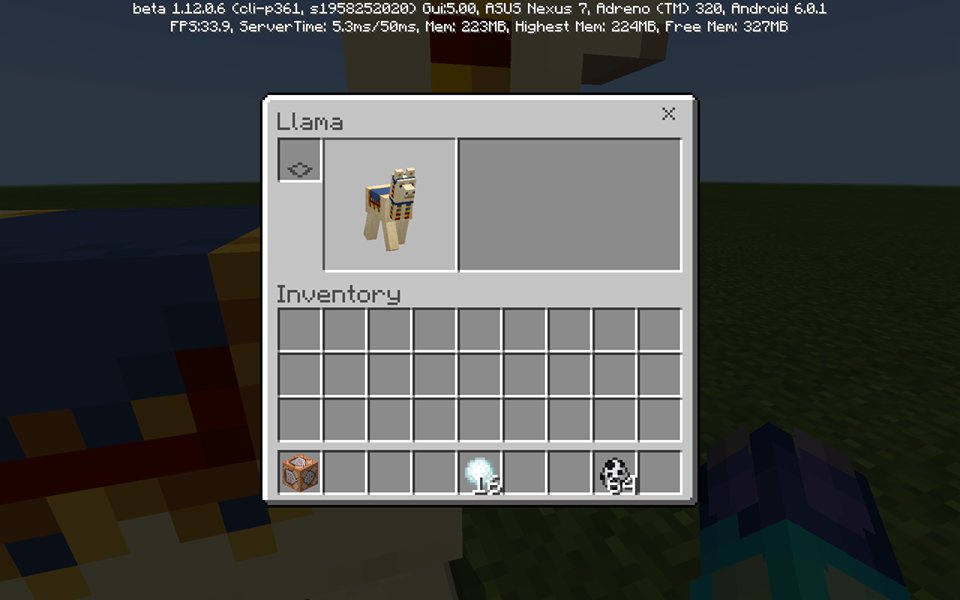 beta 1.12.0.6 (cli-p361, s1958252020) Gui:5.00, ASUS Nexus 7, Adreno (TM) 320, Android 6.0.1
FPS:33.9, ServerTime: 5.3ms/50ms, Mem: 223MB, Highest Mem: 224MB, Free Mem: 327MB
Llama
Inventory
16 64